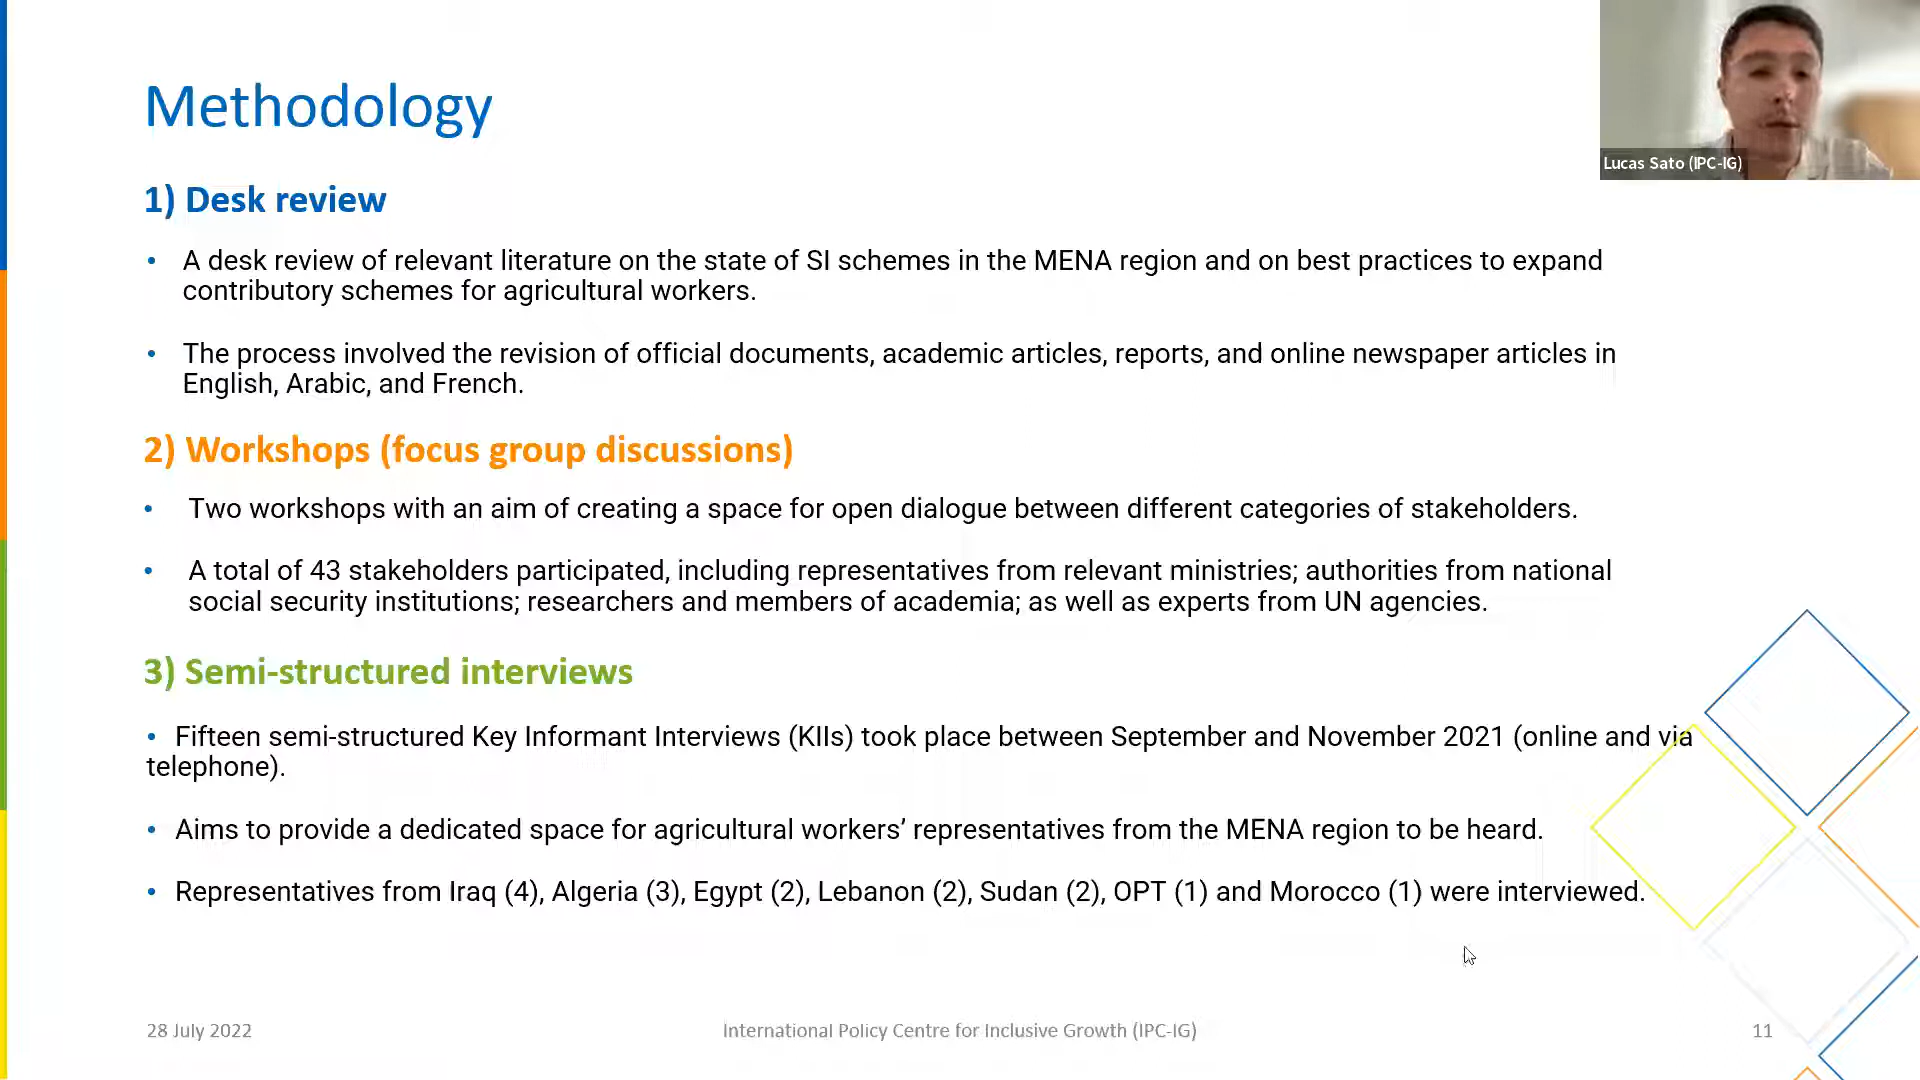 Methodology
Lucas Sato (IPC-IG)
1) Desk review
• A desk review of relevant literature on the state of SI schemes in the MENA region and on best practices to expand
contributory schemes for agricultural workers.
• The process involved the revision of official documents, academic articles, reports, and online newspaper articles in
English, Arabic, and French.
2) Workshops (focus group discussions)
• Two workshops with an aim of creating a space for open dialogue between different categories of stakeholders.
• A total of 43 stakeholders participated, including representatives from relevant ministries; authorities from national
social security institutions; researchers and members of academia; as well as experts from UN agencies.
3) Semi-structured interviews
• Fifteen semi-structured Key Informant Interviews (KIIs) took place between September and November 2021 (online and via
telephone).
• Aims to provide a dedicated space for agricultural workers’ representatives from the MENA region to be heard.
• Representatives from Iraq (4), Algeria (3), Egypt (2), Lebanon (2), Sudan (2), OPT (1) and Morocco (1) were interviewed.
28 July 2022
International Policy Centre for Inclusive Growth (IPC-IG)
11